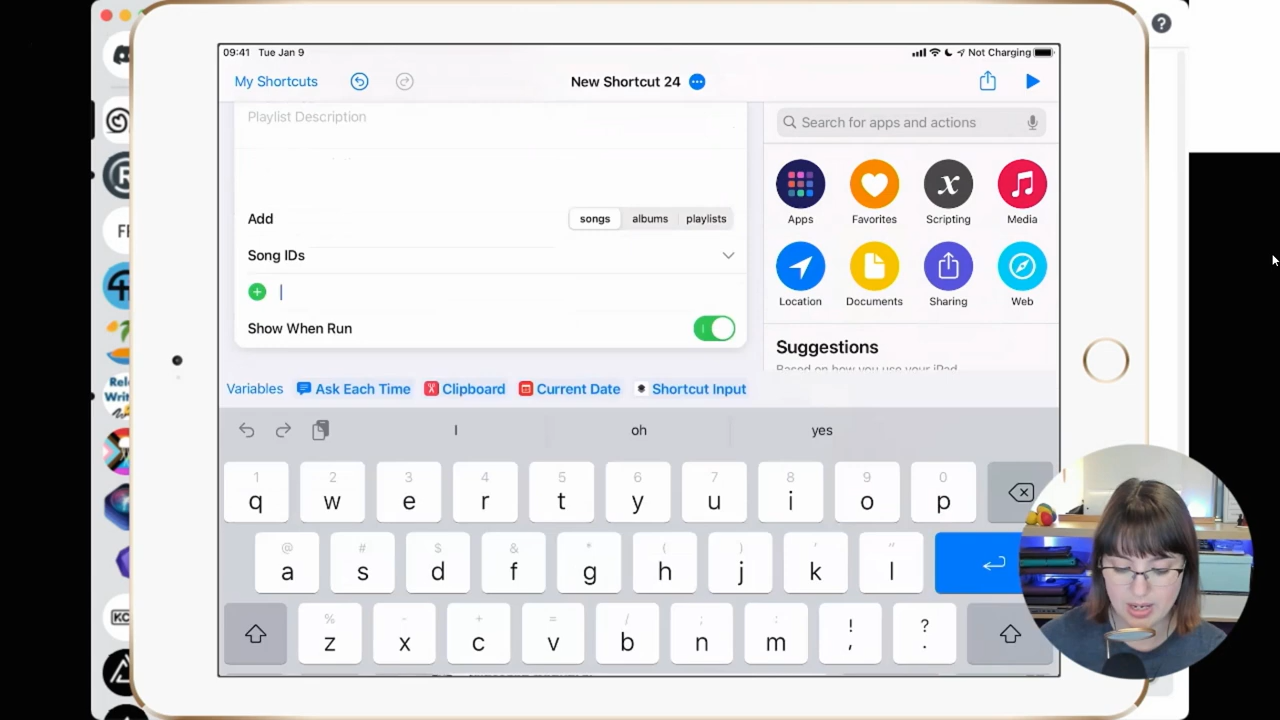 09:41 Tue Jan 9
Not Charging
My Shortcuts
New Shortcut 24
Playlist Description
Search for apps and actions
Apps
Favorites
Scripting
Media
Add
songs albums playlists
Song IDs
Location
Documents
Sharing
Web
Show When Run
Suggestions
Variables Ask Each Time Clipboard Current Date Shortcut Input
I oh yes
1 2 3 4 5 6 7 8 9 0
q w e r t y u i o p
@ # $ & * ( ) ' "
a s d f g h j k l
% - + = / ; : ! ?
z x c v b n m , .